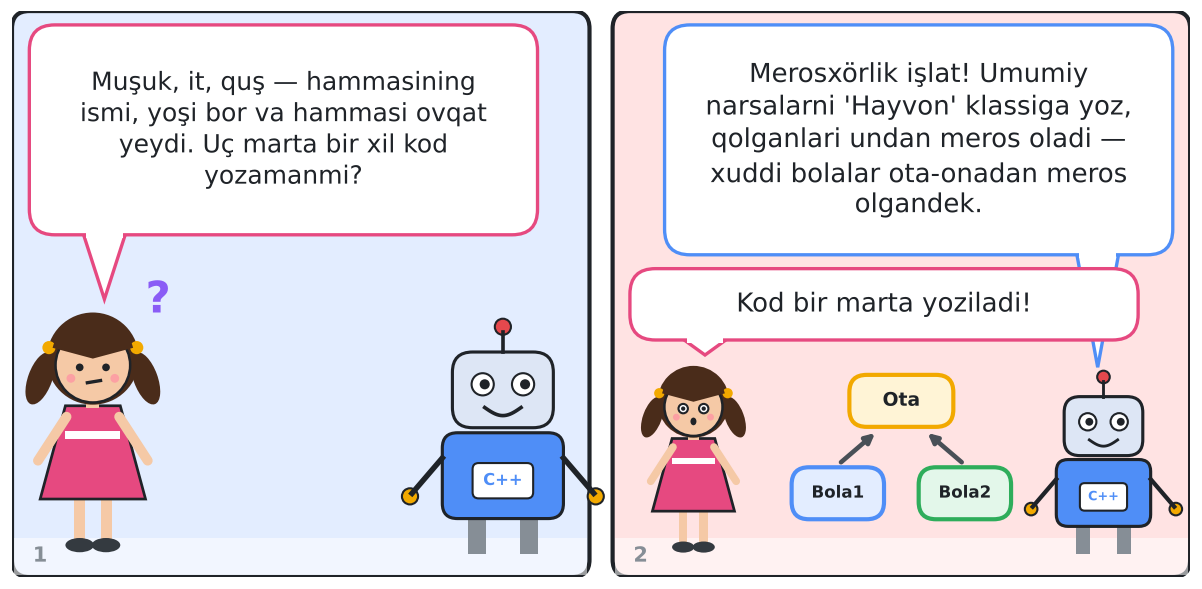 Muşuk, it, quş — hammasining
ismi, yoşi bor va hammasi ovqat
yeydi. Uç marta bir xil kod
yozamanmi?
?
C++
1
Merosxörlik işlat! Umumiy
narsalarni 'Hayvon' klassiga yoz,
qolganlari undan meros oladi —
xuddi bolalar ota-onadan meros
olgandek.
Kod bir marta yoziladi!
Ota
Bola1
Bola2
C++
2